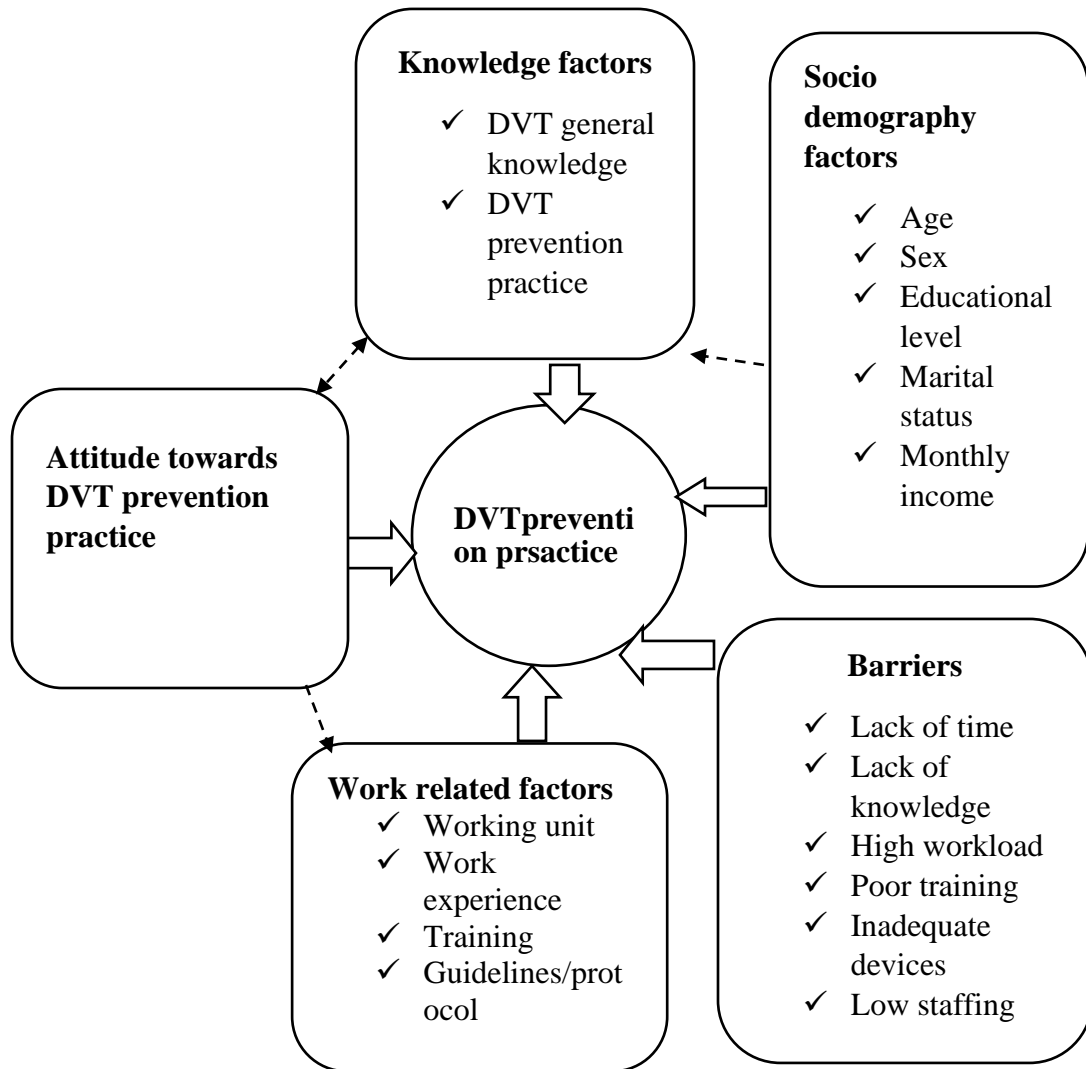 Knowledge factors
✓ DVT general
knowledge
✓ DVT
prevention
practice
Socio
demography
factors
✓ Age
✓ Sex
✓ Educational
level
✓ Marital
status
✓ Monthly
income
Attitude towards
DVT prevention
practice
DVTpreventi
on prsactice
Work related factors
✓ Working unit
✓ Work
experience
✓ Training
✓ Guidelines/prot
ocol
Barriers
✓ Lack of time
✓ Lack of
knowledge
✓ High workload
✓ Poor training
✓ Inadequate
devices
✓ Low staffing